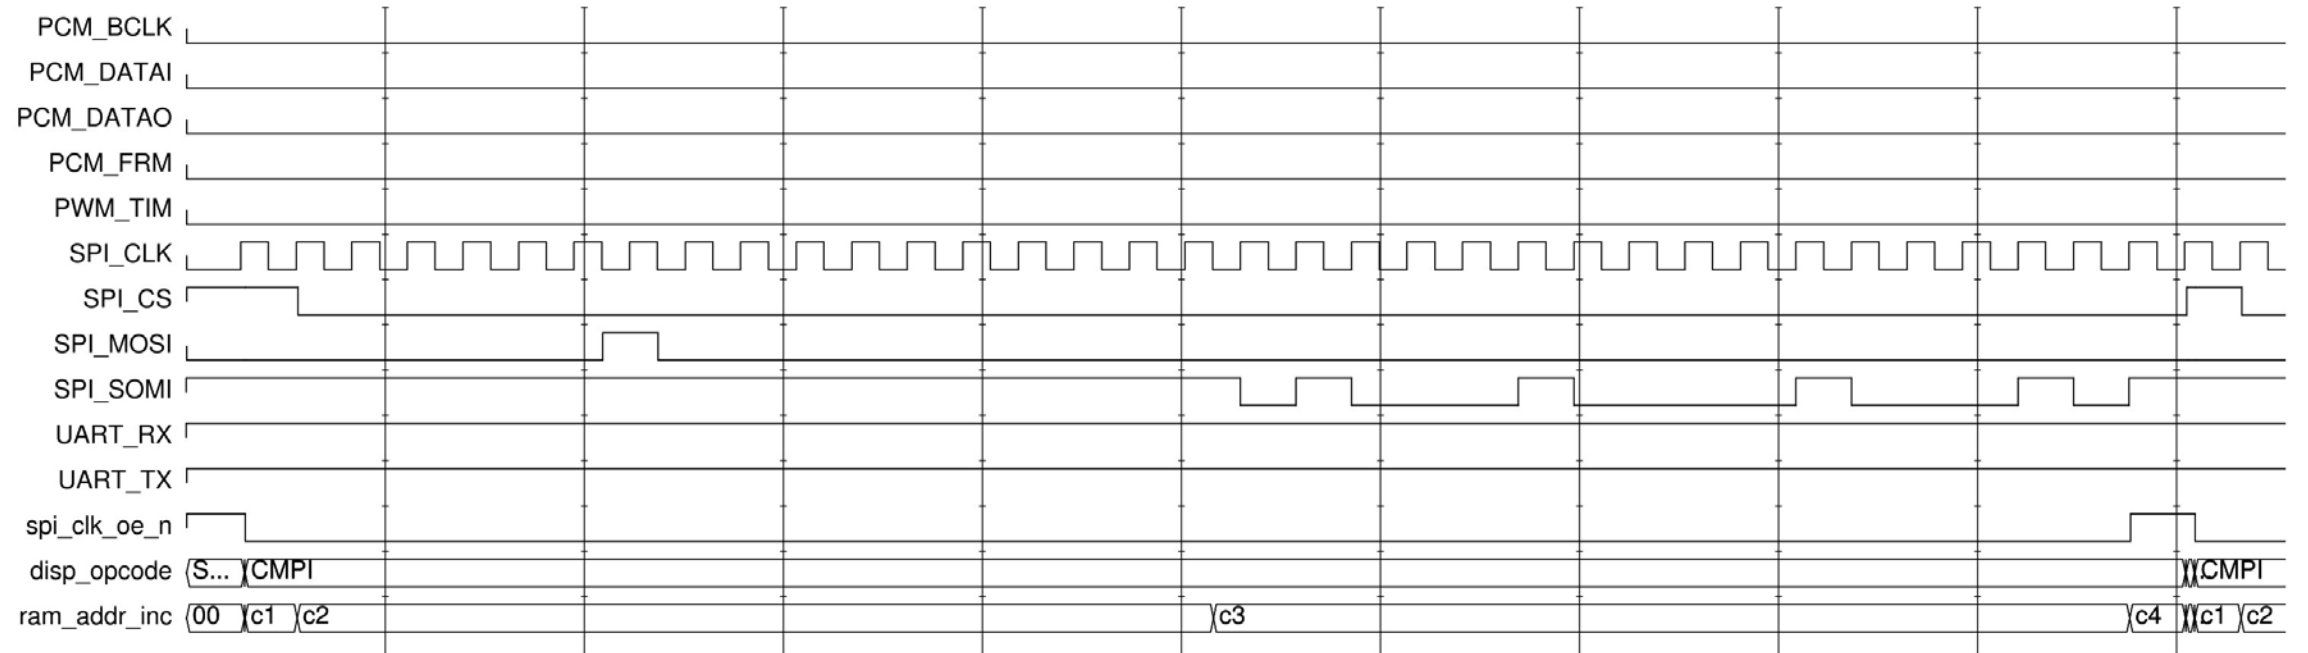 PCM_BCLK
PCM_DATAI
PCM_DATAO
PCM_FRM
PWM_TIM
SPI_CLK
SPI_CS
SPI_MOSI
SPI_SOMI
UART_RX
UART_TX
spi_clk_oe_n
disp_opcode S... CMPI CMPI
ram_addr_inc 00 c1 c2 c3 c4 c1 c2